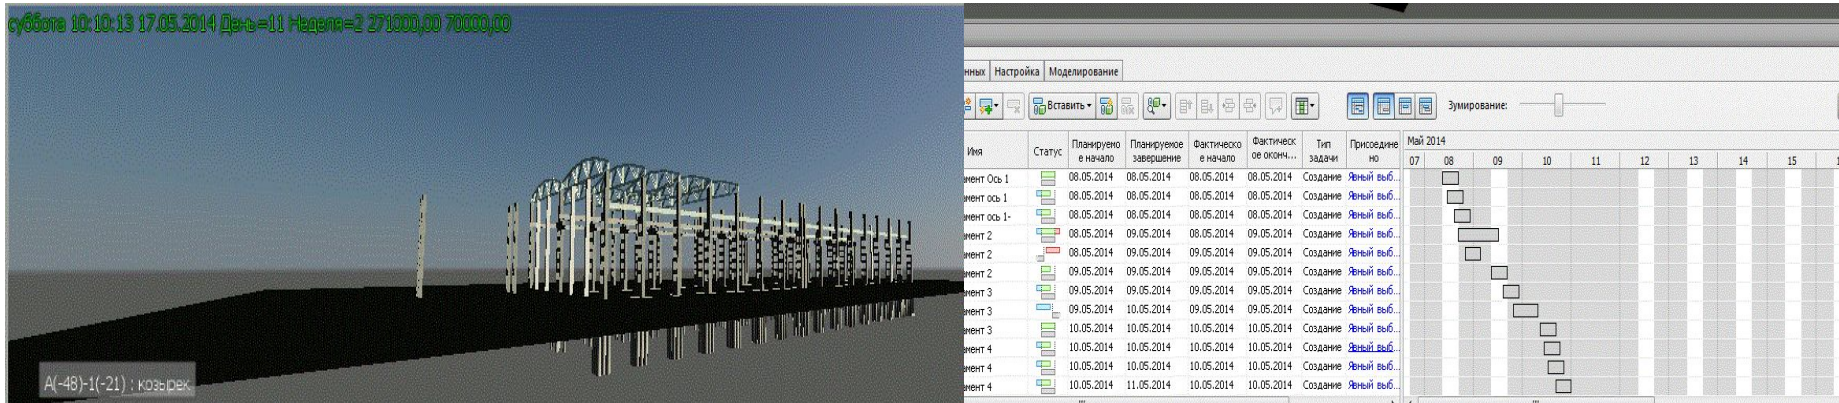 суббота 10:10:13 17.05.2014 День=11 Неделя=2 271000,00 70000,00
A(-48)-1(-21) : козырек
нных Настройка Моделирование
Вставить Зумирование:
Имя Статус Планируемо е начало Планируемое завершение Фактическо е начало Фактическ ое оконч... Тип задачи Присоедине но Май 2014
07 08 09 10 11 12 13 14 15 1
мент Ось 1 08.05.2014 08.05.2014 08.05.2014 08.05.2014 Создание Явный выб...
мент ось 1 08.05.2014 08.05.2014 08.05.2014 08.05.2014 Создание Явный выб...
мент ось 1- 08.05.2014 08.05.2014 08.05.2014 08.05.2014 Создание Явный выб...
мент 2 08.05.2014 09.05.2014 08.05.2014 09.05.2014 Создание Явный выб...
мент 2 08.05.2014 09.05.2014 09.05.2014 09.05.2014 Создание Явный выб...
мент 2 09.05.2014 09.05.2014 09.05.2014 09.05.2014 Создание Явный выб...
мент 3 09.05.2014 09.05.2014 09.05.2014 09.05.2014 Создание Явный выб...
мент 3 09.05.2014 10.05.2014 09.05.2014 09.05.2014 Создание Явный выб...
мент 3 10.05.2014 10.05.2014 10.05.2014 10.05.2014 Создание Явный выб...
мент 4 10.05.2014 10.05.2014 10.05.2014 10.05.2014 Создание Явный выб...
мент 4 10.05.2014 10.05.2014 10.05.2014 10.05.2014 Создание Явный выб...
мент 4 10.05.2014 11.05.2014 10.05.2014 10.05.2014 Создание Явный выб...